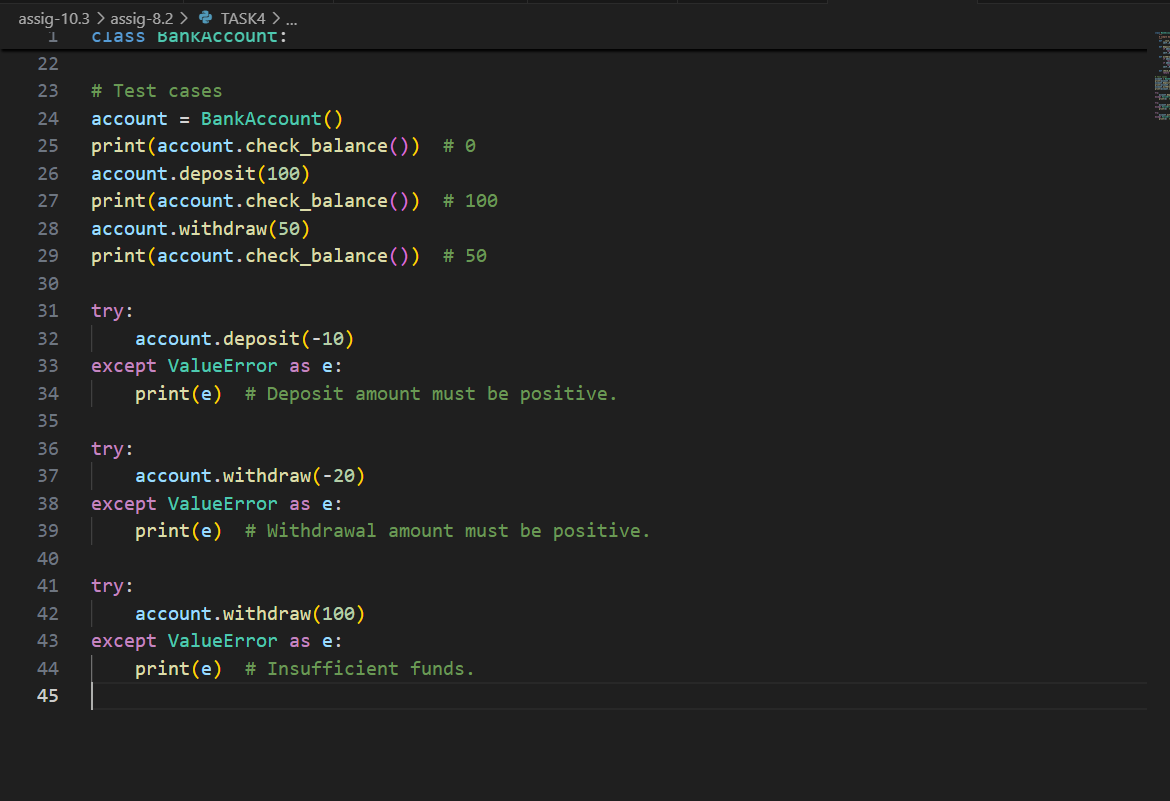 assig-10.3 > assig-8.2 > TASK4 > ...
1 class BankAccount:
22
23 # Test cases
24 account = BankAccount()
25 print(account.check_balance())  # 0
26 account.deposit(100)
27 print(account.check_balance())  # 100
28 account.withdraw(50)
29 print(account.check_balance())  # 50
30
31 try:
32     account.deposit(-10)
33 except ValueError as e:
34     print(e)  # Deposit amount must be positive.
35
36 try:
37     account.withdraw(-20)
38 except ValueError as e:
39     print(e)  # Withdrawal amount must be positive.
40
41 try:
42     account.withdraw(100)
43 except ValueError as e:
44     print(e)  # Insufficient funds.
45